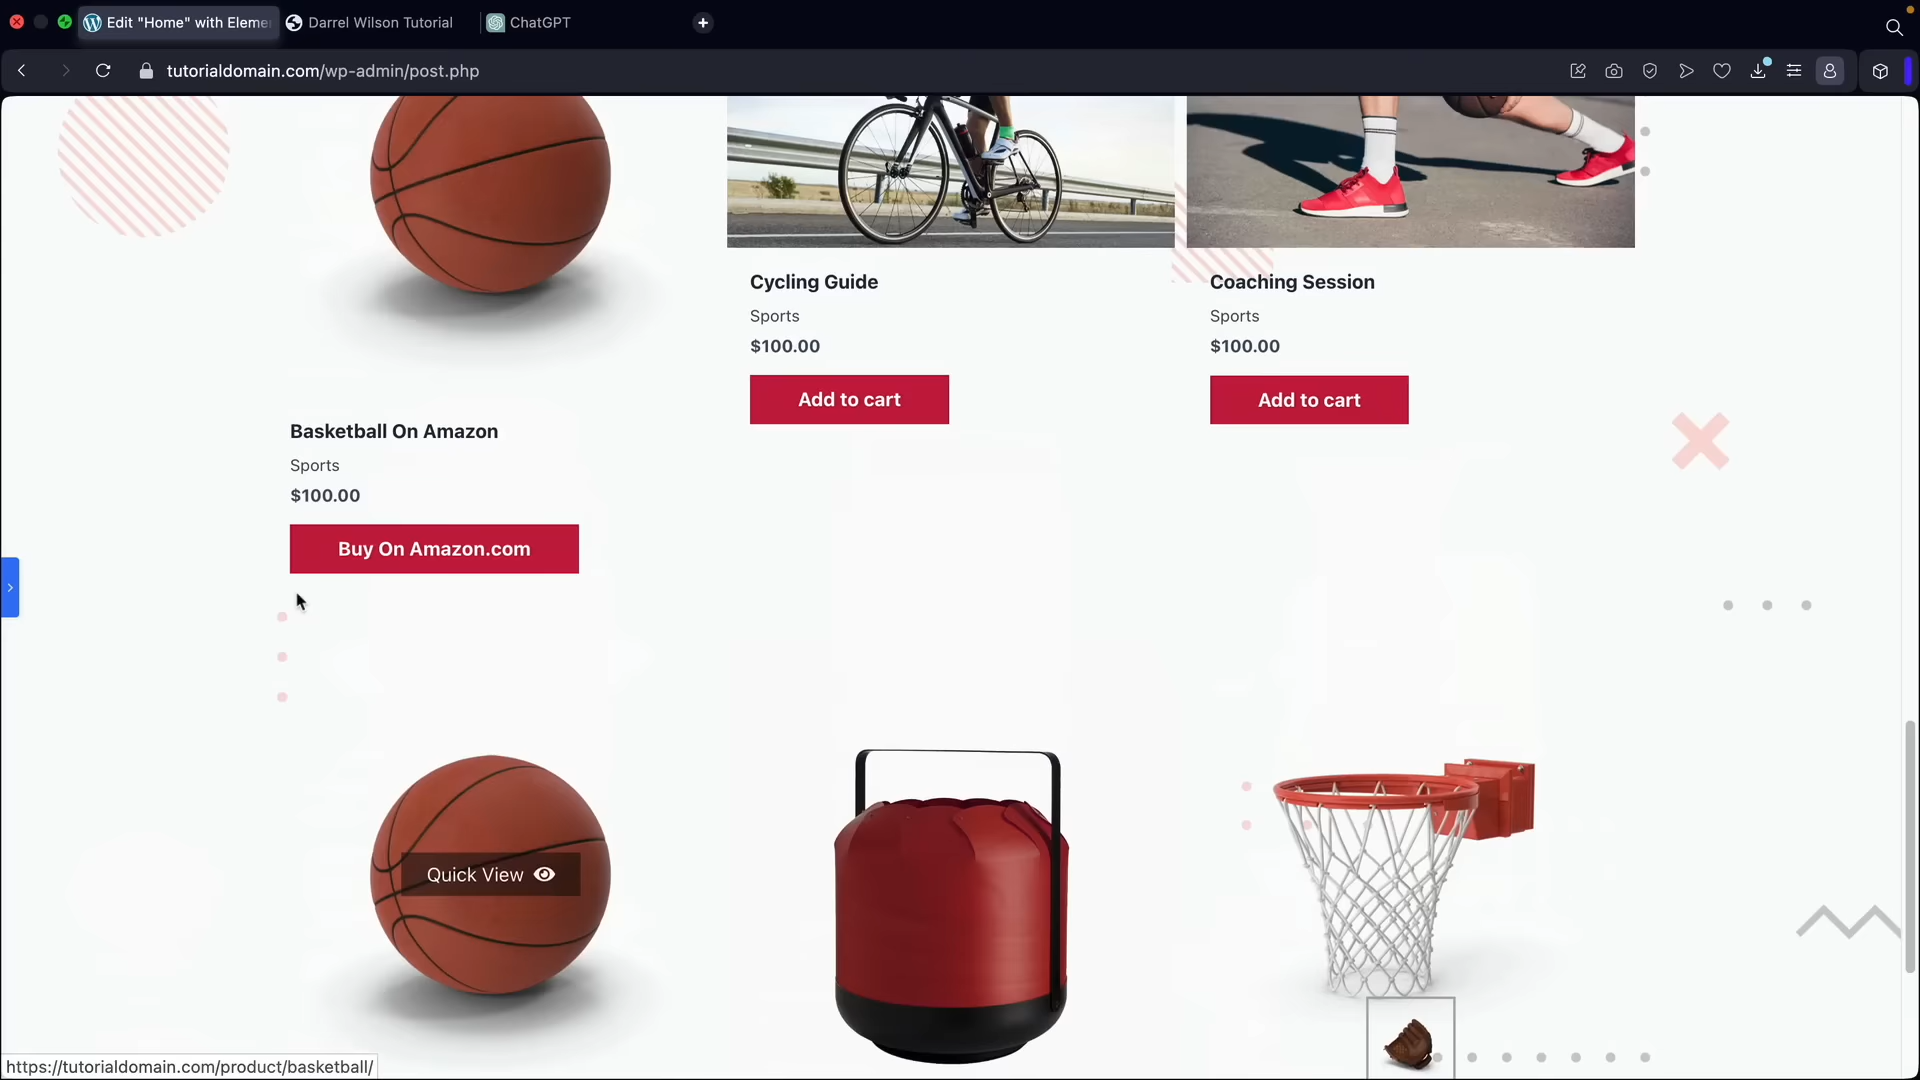 Edit "Home" with Eleme
Darrel Wilson Tutorial
ChatGPT
tutorialdomain.com/wp-admin/post.php
Cycling Guide
Sports
$100.00
Add to cart
Coaching Session
Sports
$100.00
Add to cart
Basketball On Amazon
Sports
$100.00
Buy On Amazon.com
Quick View
https://tutorialdomain.com/product/basketball/